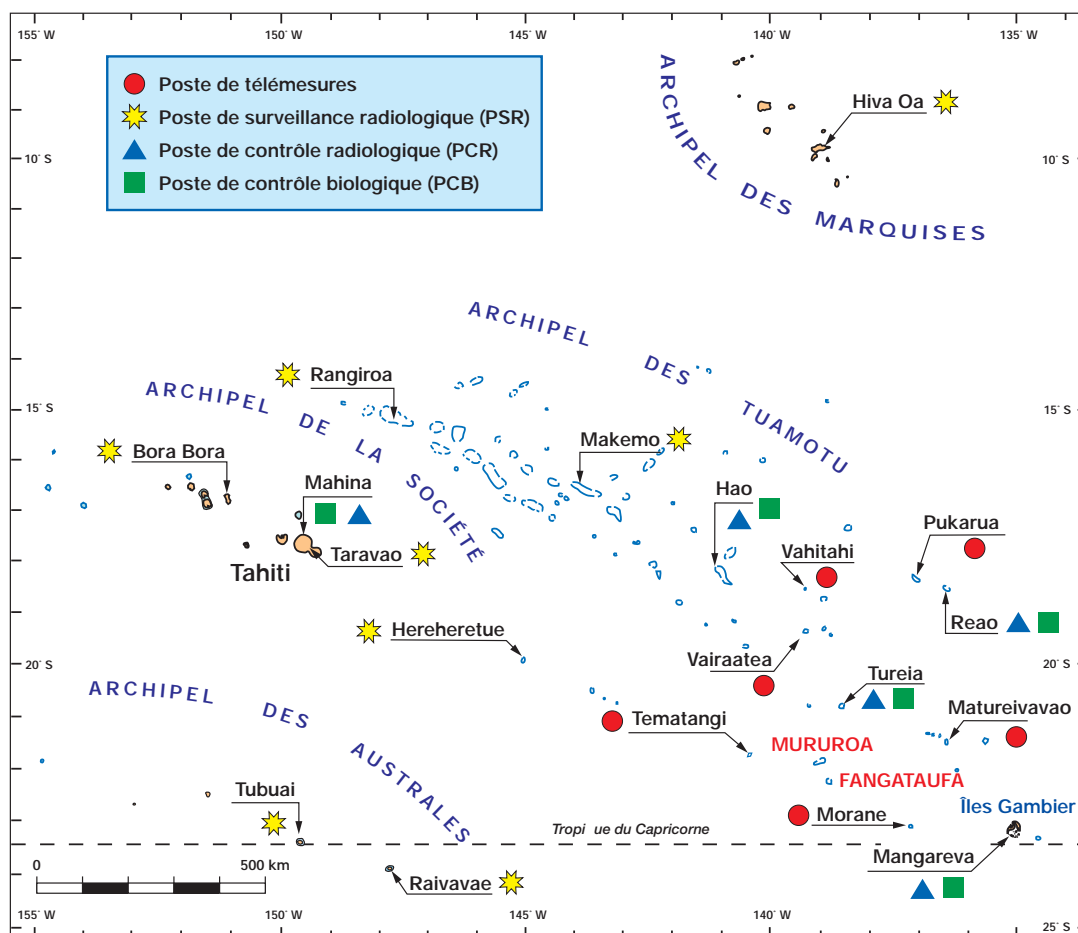 155° W 150° W 145° W 140° W 135° W
Poste de télémesures
Poste de surveillance radiologique (PSR)
Poste de contrôle radiologique (PCR)
Poste de contrôle biologique (PCB)
ARCHIPEL DES MARQUISES
Hiva Oa
10° S 10° S
ARCHIPEL DES TUAMOTU
Rangiroa
ARCHIPEL DE LA SOCIÉTÉ
15° S 15° S
Makemo
Bora Bora
Mahina
Hao
Pukarua
Vahitahi
Taravao
Tahiti
Reao
Hereheretue
Vairaatea
20° S 20° S
Tureia
ARCHIPEL DES AUSTRALES
Tematangi
Matureivavao
MURUROA
FANGATAUFA
Tubuai
Îles Gambier
Morane
Tropi ue du Capricorne
0 500 km
Mangareva
Raivavae
155° W 150° W 145° W 140° W 25° S